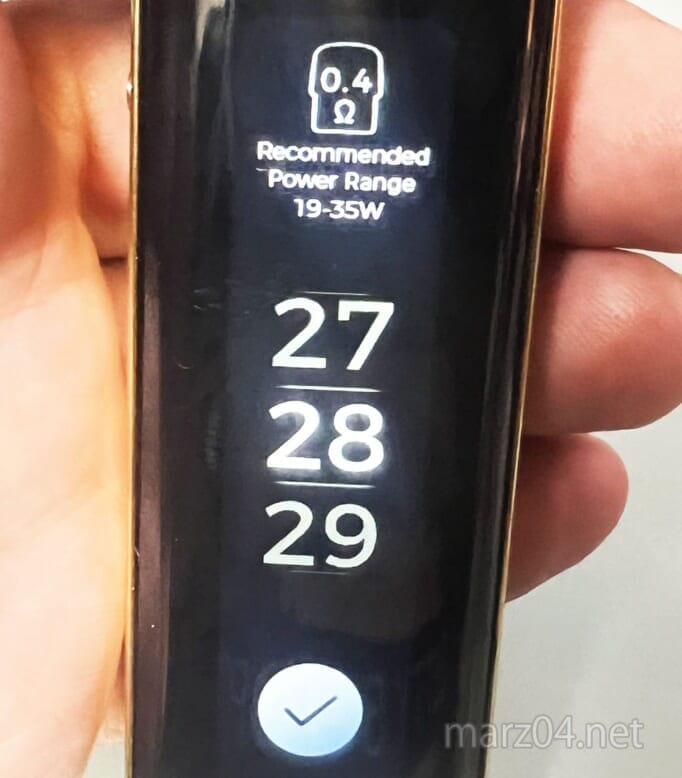 0.4
Ω
Recommended
Power Range
19-35W
27
28
29
marz04.net